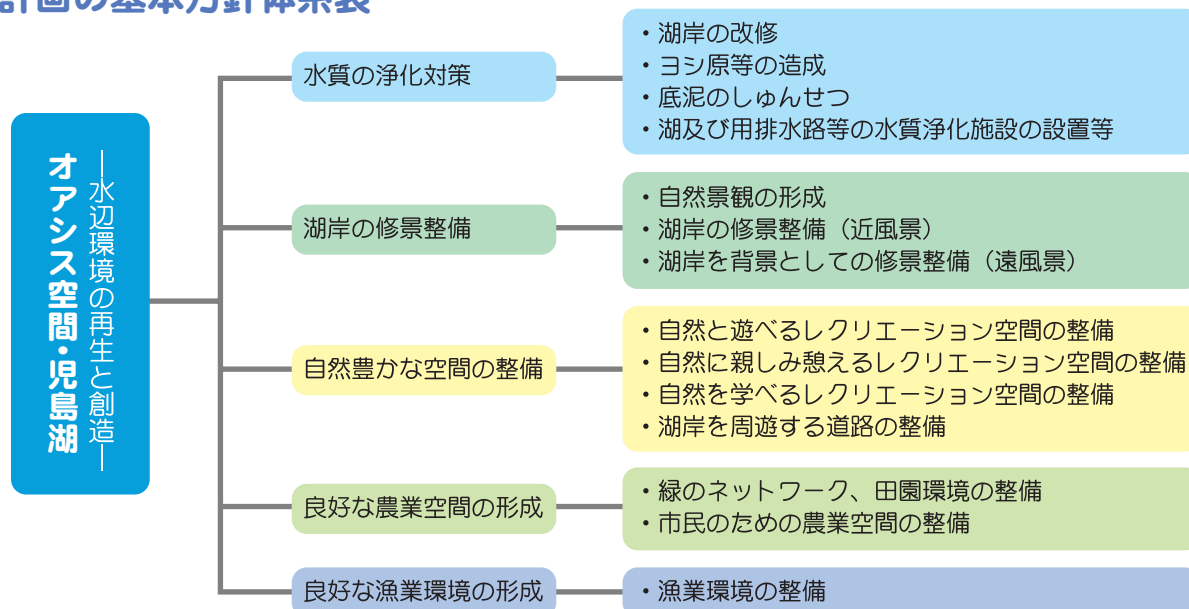 計画の基本方針体系表
オアシス空間・児島湖
―水辺環境の再生と創造―
水質の浄化対策
・湖岸の改修
・ヨシ原等の造成
・底泥のしゅんせつ
・湖及び用排水路等の水質浄化施設の設置等
湖岸の修景整備
・自然景観の形成
・湖岸の修景整備（近風景）
・湖岸を背景としての修景整備（遠風景）
自然豊かな空間の整備
・自然と遊べるレクリエーション空間の整備
・自然に親しみ憩えるレクリエーション空間の整備
・自然を学べるレクリエーション空間の整備
・湖岸を周遊する道路の整備
良好な農業空間の形成
・緑のネットワーク、田園環境の整備
・市民のための農業空間の整備
良好な漁業環境の形成
・漁業環境の整備